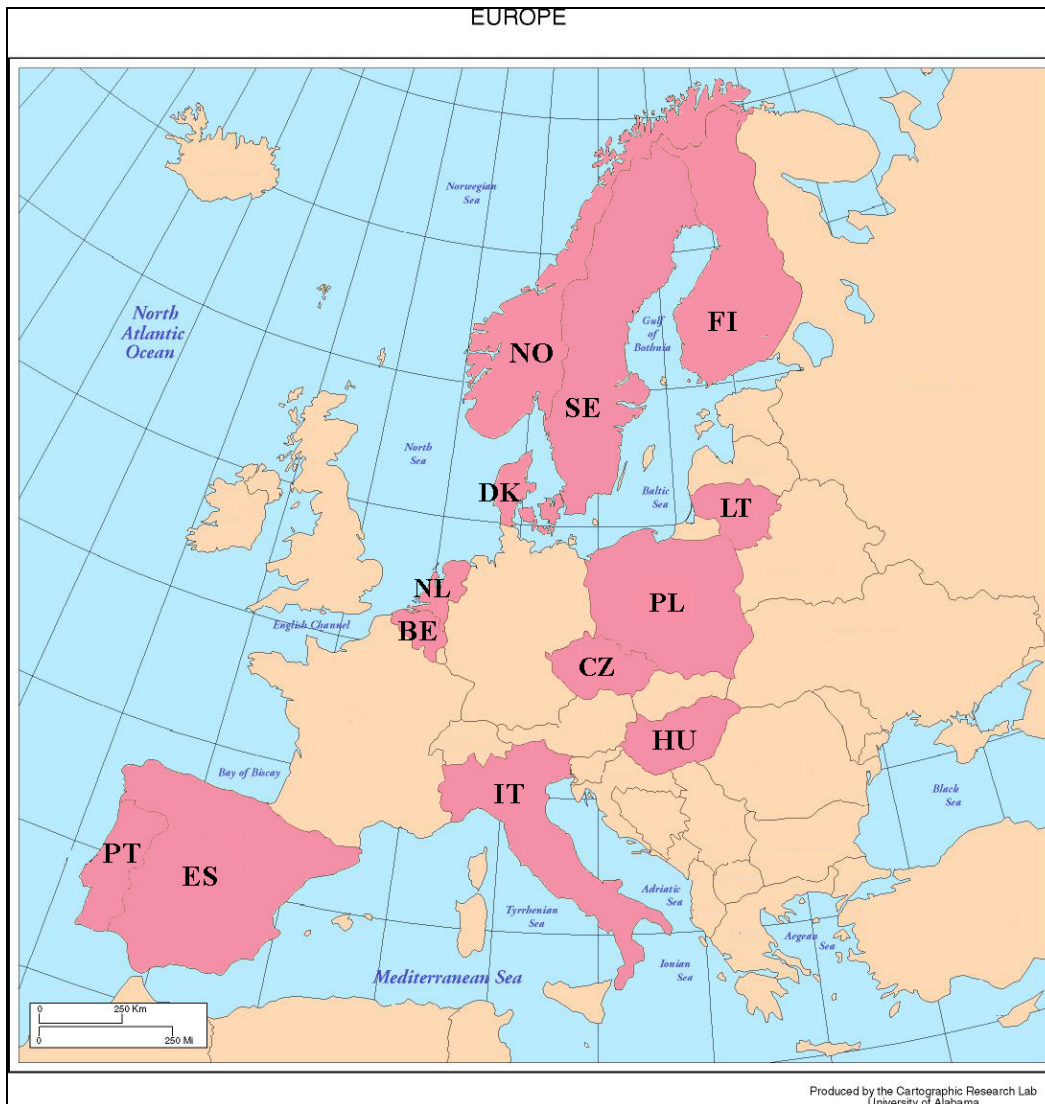 EUROPE
Norwegian
Sea
North
Atlantic
Ocean
NO
SE
FI
Gulf
of
Bothnia
North
Sea
DK
Baltic
Sea
LT
NL
BE
PL
English Channel
CZ
HU
Bay of Biscay
IT
Black
Sea
PT
ES
Adriatic
Sea
Tyrrhenian
Sea
Aegean
Sea
Ionian
Sea
Mediterranean Sea
0 250 Km
0 250 Mi
Produced by the Cartographic Research Lab
University of Alabama